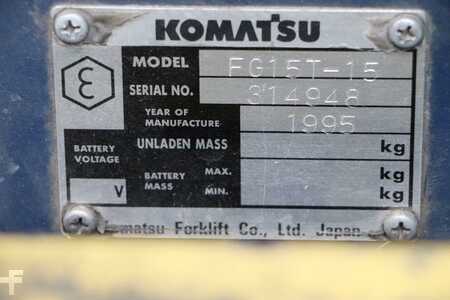 KOMATSU
MODEL FG15T-15
SERIAL NO. 314948
YEAR OF MANUFACTURE 1995
BATTERY VOLTAGE
V
UNLADEN MASS kg
BATTERY MASS
MAX. kg
MIN. kg
Komatsu Forklift Co., Ltd. Japan